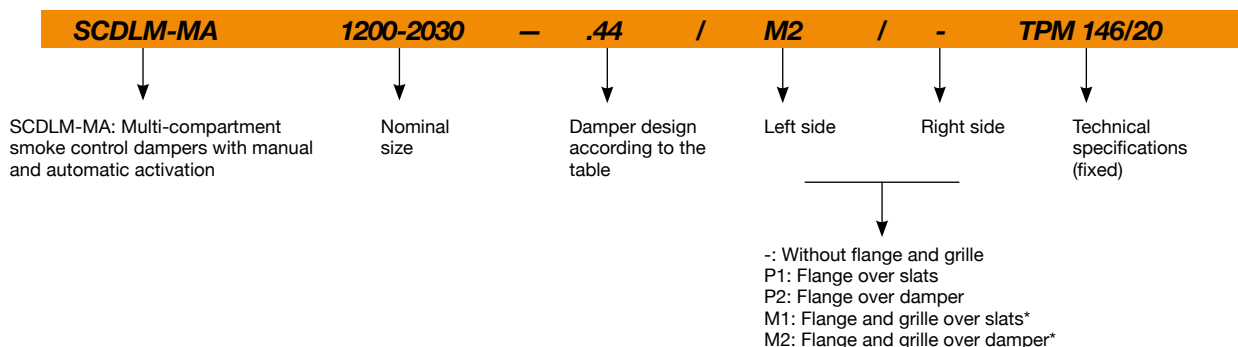 SCDLM-MA 1200-2030 — .44 / M2 / - TPM 146/20
SCDLM-MA: Multi-compartment
smoke control dampers with manual
and automatic activation
Nominal
size
Damper design
according to the
table
Left side
Right side
Technical
specifications
(fixed)
-: Without flange and grille
P1: Flange over slats
P2: Flange over damper
M1: Flange and grille over slats*
M2: Flange and grille over damper*